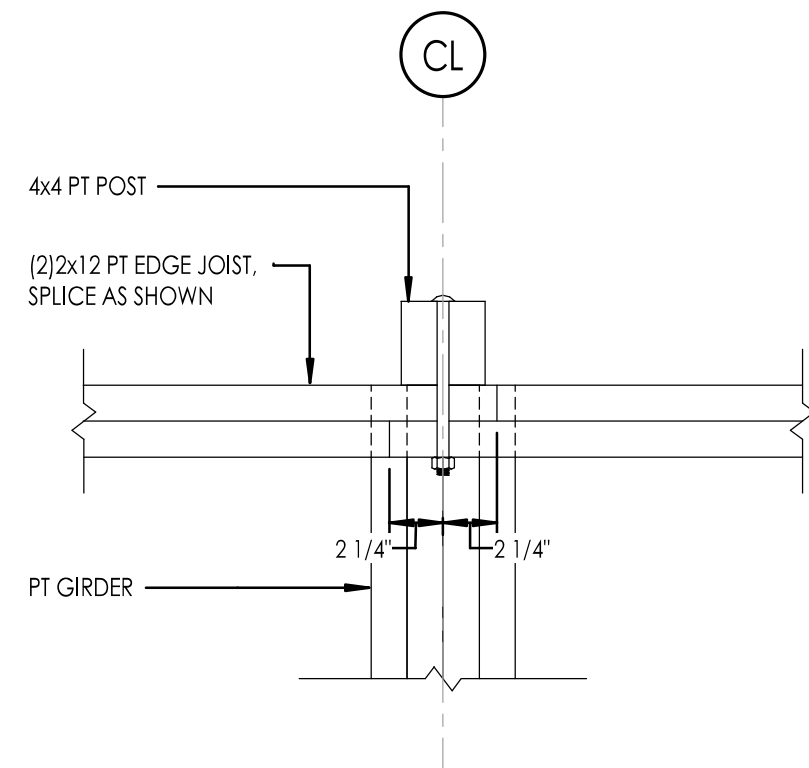 CL
4x4 PT POST
(2)2x12 PT EDGE JOIST,
SPLICE AS SHOWN
2 1/4"
2 1/4"
PT GIRDER